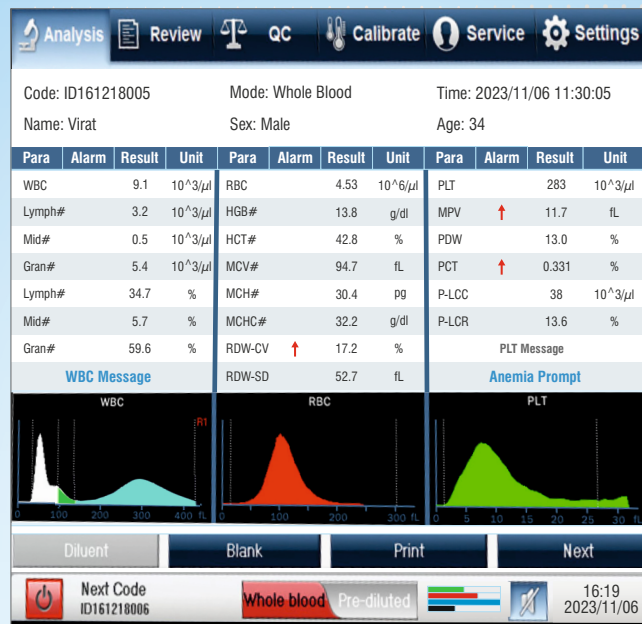 Analysis Review QC Calibrate Service Settings
Code: ID161218005 Mode: Whole Blood Time: 2023/11/06 11:30:05
Name: Virat Sex: Male Age: 34
Para Alarm Result Unit Para Alarm Result Unit Para Alarm Result Unit
WBC 9.1 10^3/µl RBC 4.53 10^6/µl PLT 283 10^3/µl
Lymph# 3.2 10^3/µl HGB# 13.8 g/dl MPV ↑ 11.7 fL
Mid# 0.5 10^3/µl HCT# 42.8 % PDW 13.0 %
Gran# 5.4 10^3/µl MCV# 94.7 fL PCT ↑ 0.331 %
Lymph# 34.7 % MCH# 30.4 pg P-LCC 38 10^3/µl
Mid# 5.7 % MCHC# 32.2 g/dl P-LCR 13.6 %
Gran# 59.6 % RDW-CV ↑ 17.2 % PLT Message
WBC Message RDW-SD 52.7 fL Anemia Prompt
WBC RBC PLT
R1
0 100 200 300 400 fL 0 100 200 300 fL 0 5 10 15 20 25 30 fL
Diluent Blank Print Next
Next Code Whole blood Pre-diluted 16:19
ID161218006 2023/11/06